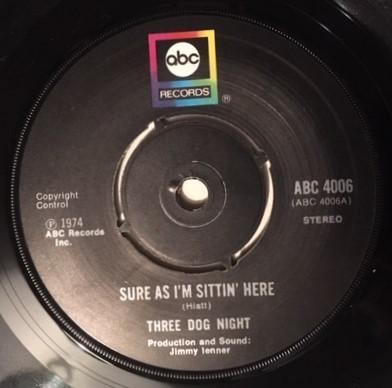 abc
RECORDS
®
Copyright
Control
℗ 1974
ABC Records
Inc.
ABC 4006
(ABC 4006A)
STEREO
SURE AS I'M SITTIN' HERE
(Hiatt)
THREE DOG NIGHT
Production and Sound:
Jimmy Ienner